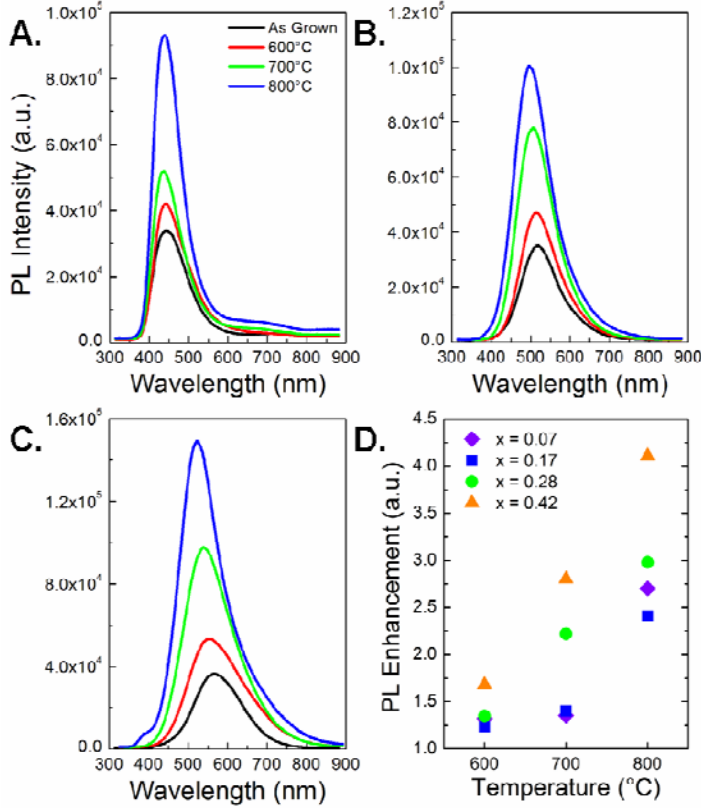 A.
1.0x10⁵
8.0x10⁴
6.0x10⁴
4.0x10⁴
2.0x10⁴
0.0
PL Intensity (a.u.)
As Grown
600°C
700°C
800°C
300 400 500 600 700 800 900
Wavelength (nm)
B.
1.2x10⁵
1.0x10⁵
8.0x10⁴
6.0x10⁴
4.0x10⁴
2.0x10⁴
0.0
300 400 500 600 700 800 900
Wavelength (nm)
C.
1.6x10⁵
1.2x10⁵
8.0x10⁴
4.0x10⁴
0.0
300 400 500 600 700 800 900
Wavelength (nm)
D.
4.5
4.0
3.5
3.0
2.5
2.0
1.5
1.0
PL Enhancement (a.u.)
x = 0.07
x = 0.17
x = 0.28
x = 0.42
600 700 800
Temperature (°C)